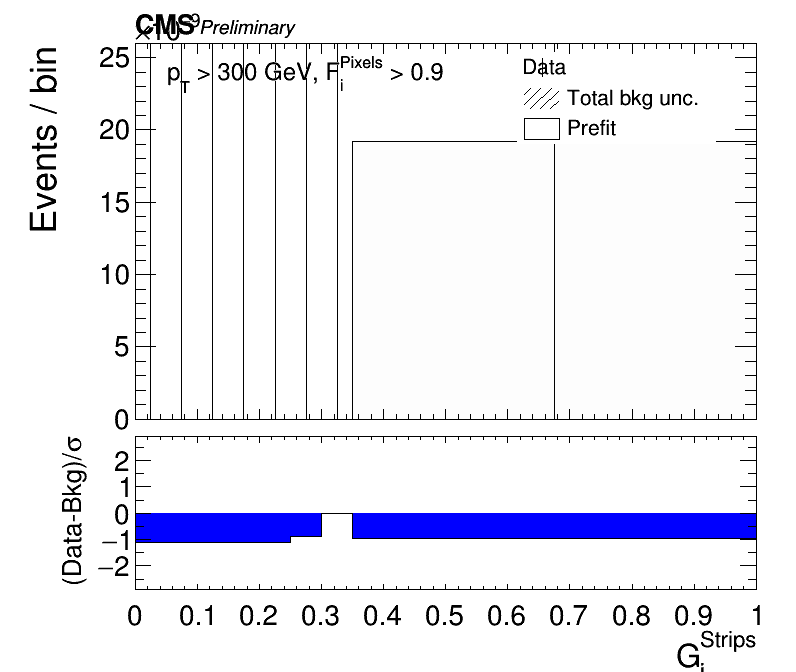 CMS Preliminary
×10^9
Events / bin
25
20
15
10
5
0
p_T > 300 GeV, F_i^Pixels > 0.9
Data
Total bkg unc.
Prefit
(Data-Bkg)/σ
2
1
0
−1
−2
0 0.1 0.2 0.3 0.4 0.5 0.6 0.7 0.8 0.9 1
G_i^Strips